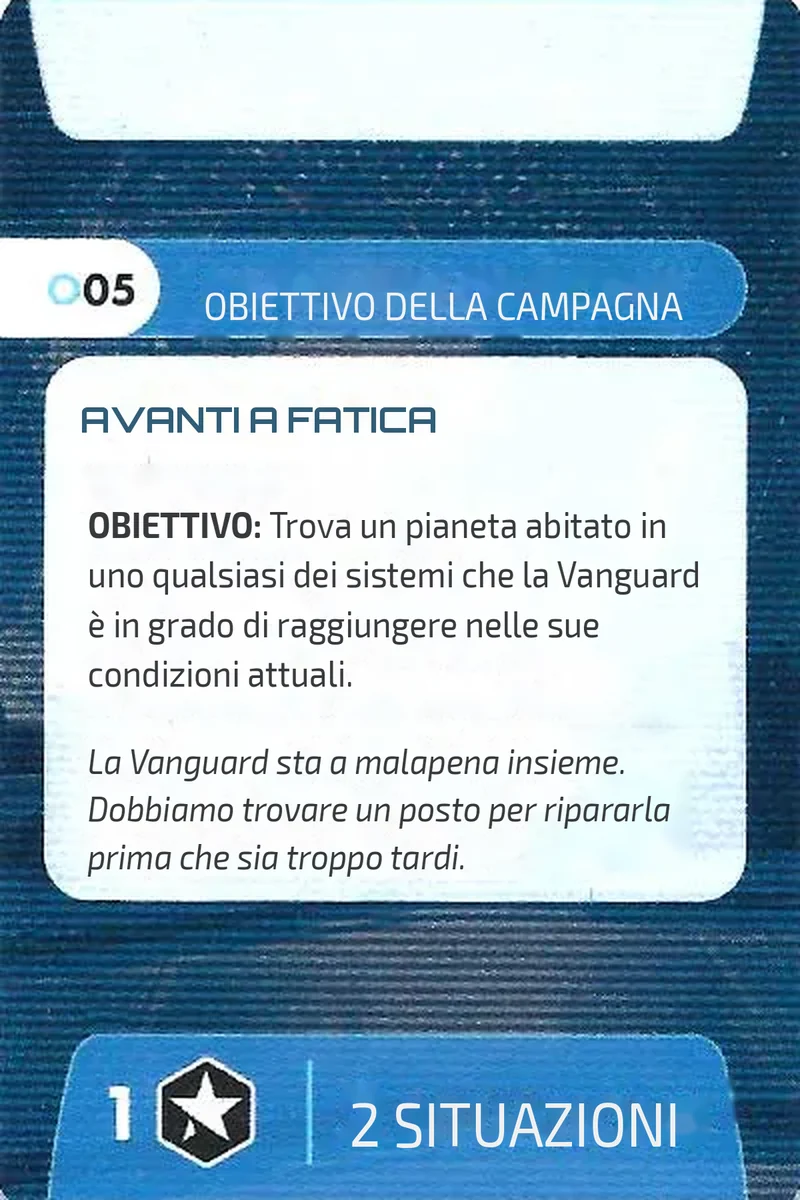 05
OBIETTIVO DELLA CAMPAGNA
AVANTI A FATICA
OBIETTIVO: Trova un pianeta abitato in
uno qualsiasi dei sistemi che la Vanguard
è in grado di raggiungere nelle sue
condizioni attuali.
La Vanguard sta a malapena insieme.
Dobbiamo trovare un posto per ripararla
prima che sia troppo tardi.
1
2 SITUAZIONI